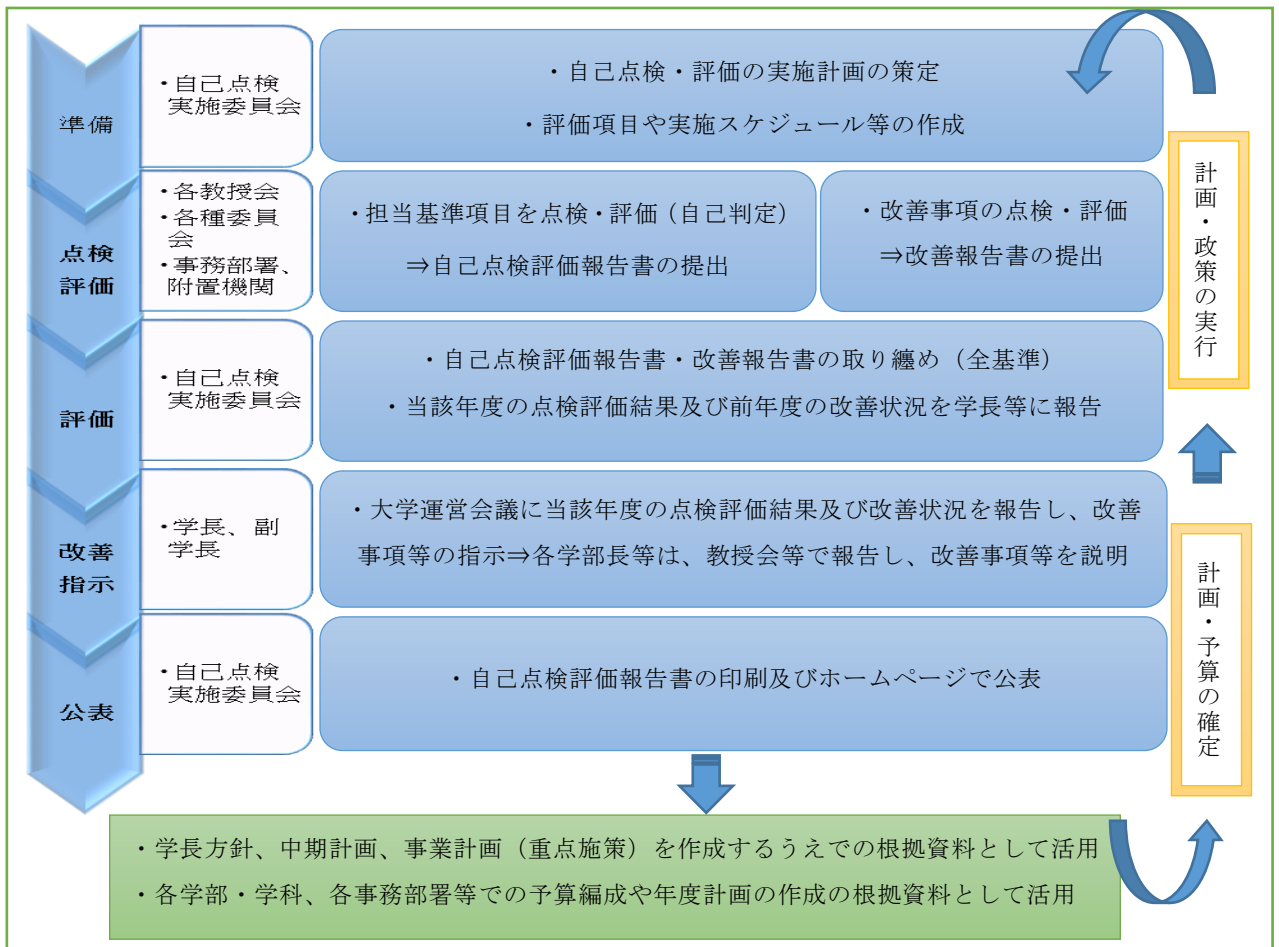 準備
・自己点検
実施委員会
・自己点検・評価の実施計画の策定
・評価項目や実施スケジュール等の作成
点検
評価
・各教授会
・各種委員
会
・事務部署、
附置機関
・担当基準項目を点検・評価（自己判定）
⇒自己点検評価報告書の提出
・改善事項の点検・評価
⇒改善報告書の提出
評価
・自己点検
実施委員会
・自己点検評価報告書・改善報告書の取り纏め（全基準）
・当該年度の点検評価結果及び前年度の改善状況を学長等に報告
改善
指示
・学長、副
学長
・大学運営会議に当該年度の点検評価結果及び改善状況を報告し、改善
事項等の指示⇒各学部長等は、教授会等で報告し、改善事項等を説明
公表
・自己点検
実施委員会
・自己点検評価報告書の印刷及びホームページで公表
・学長方針、中期計画、事業計画（重点施策）を作成するうえでの根拠資料として活用
・各学部・学科、各事務部署等での予算編成や年度計画の作成の根拠資料として活用
計画・予算の確定
計画・政策の実行